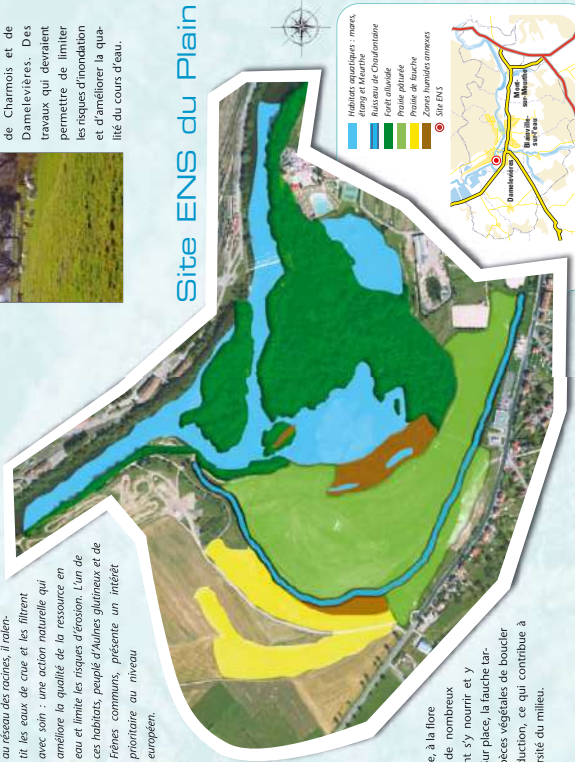 e, à la flore
de nombreux
nt s'y nourrir et y
sur place, la fauche tar-
pèces végétales de boucler
duction, ce qui contribue à
rsité du milieu.
au réseau des racines, il ralen-
tit les eaux de crue et les filtrent
avec soin : une action naturelle qui
améliore la qualité de la ressource en
eau et limite les risques d'érosion. L'un de
ces habitats, peuplé d'Aulnes glutineux et de
Frênes communs, présente un intérêt
prioritaire au niveau
européen.
de Charmois et de
Damelevières. Des
travaux qui devraient
permettre de limiter
les risques d'inondation
et d'améliorer la qua-
lité du cours d'eau.
Site ENS du Plain
Habitats aquatiques : mares,
étang et Meurthe
Ruisseau de Chaufontaine
Forêt alluviale
Prairie pâturée
Prairie de fauche
Zones humides annexes
Site ENS
Damelevières
Blainville-
sur-l'eau
Mont-
sur-Meurthe